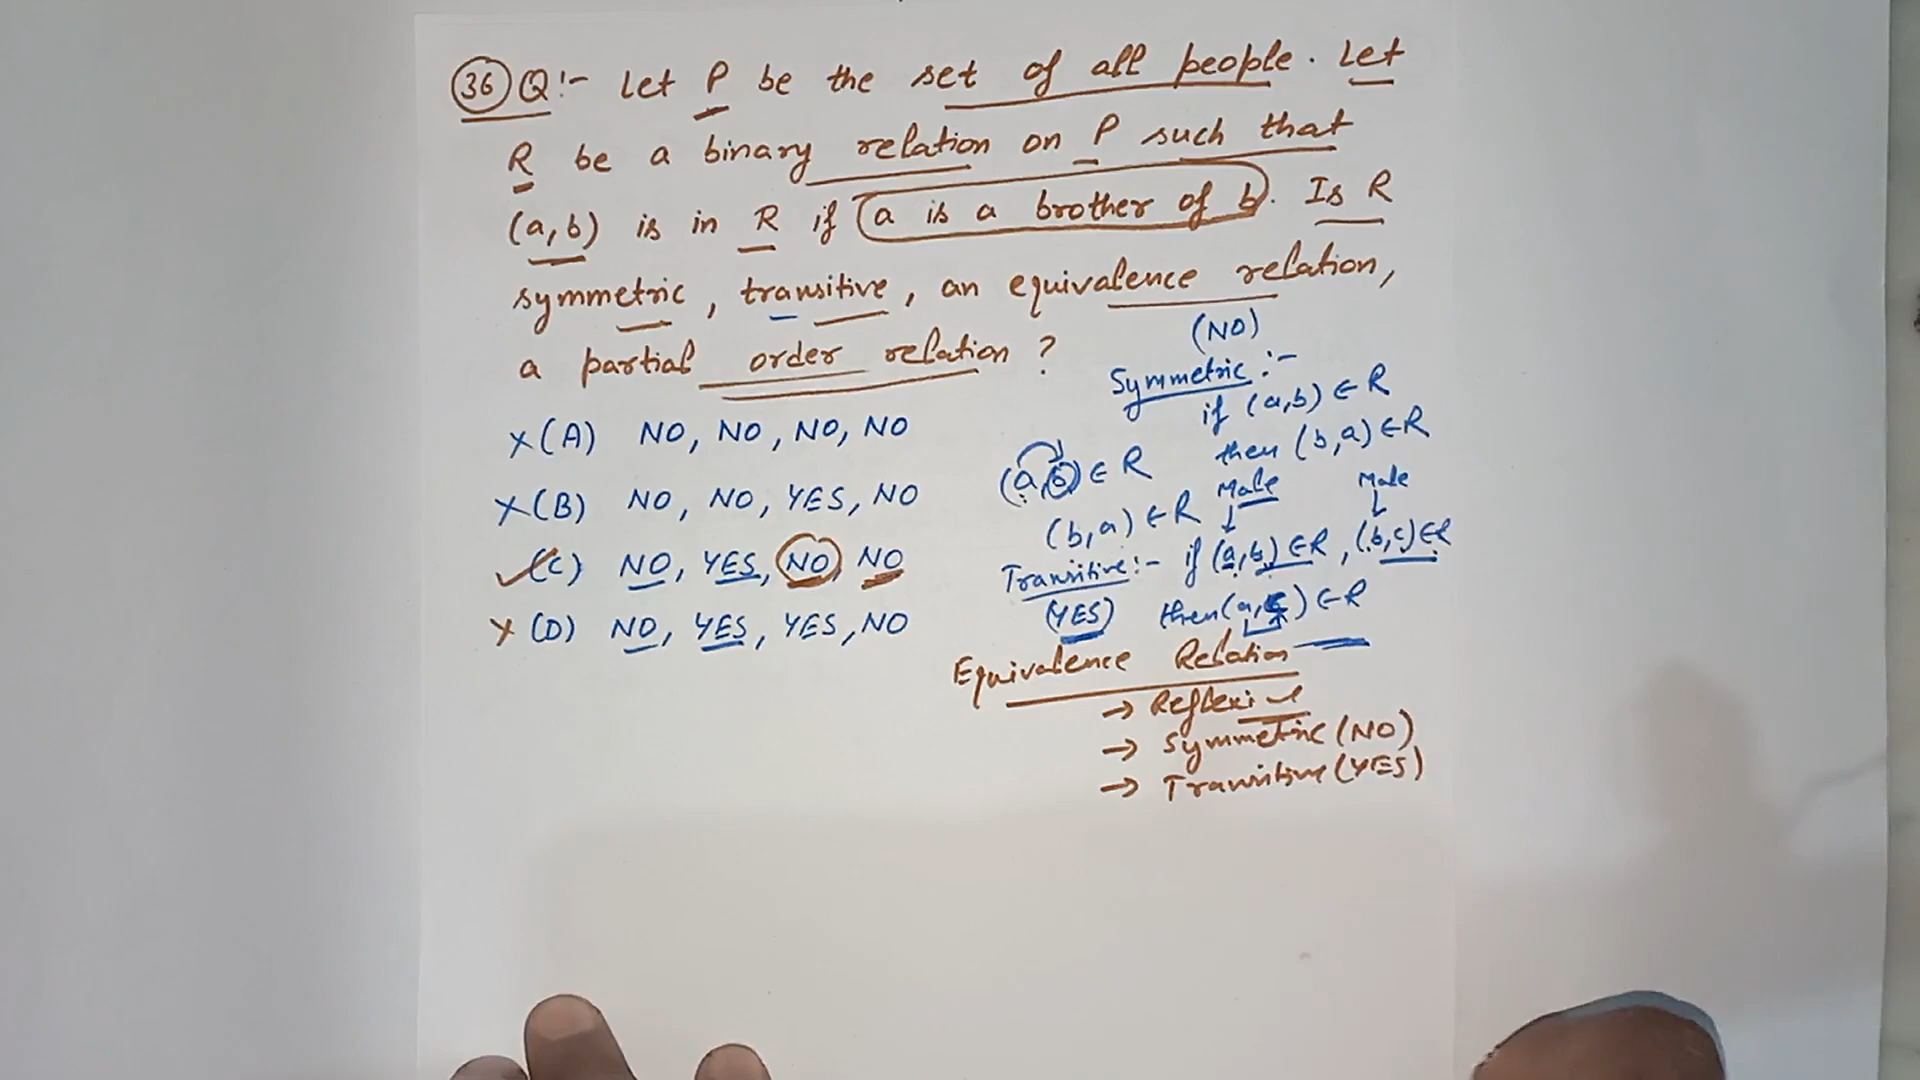 36 Q:- Let P be the set of all people. Let
R be a binary relation on P such that
(a,b) is in R if a is a brother of b. Is R
symmetric, transitive, an equivalence relation,
a partial order relation?
×(A) NO, NO, NO, NO
×(B) NO, NO, YES, NO
✓(C) NO, YES, NO, NO
×(D) NO, YES, YES, NO
(NO)
Symmetric:-
if (a,b) ∈ R
then (b,a) ∈ R
(a,b) ∈ R
(b,a) ∈ R
Male Male
Transitive:- if (a,b) ∈ R, (b,c) ∈ R
(YES) then (a,c) ∈ R
Equivalence Relation
→ Reflexive
→ Symmetric (NO)
→ Transitive (YES)